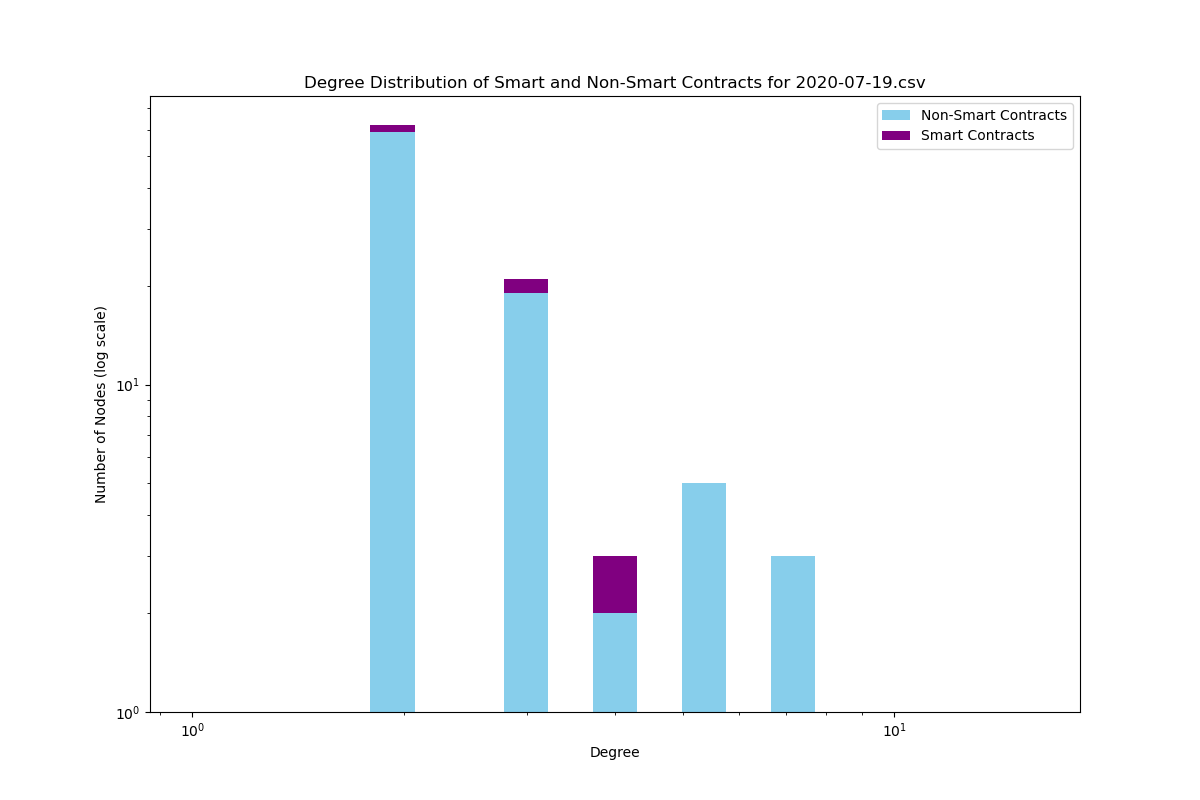 Degree Distribution of Smart and Non-Smart Contracts for 2020-07-19.csv
Non-Smart Contracts
Smart Contracts
Number of Nodes (log scale)
10¹
10⁰
10⁰
10¹
Degree